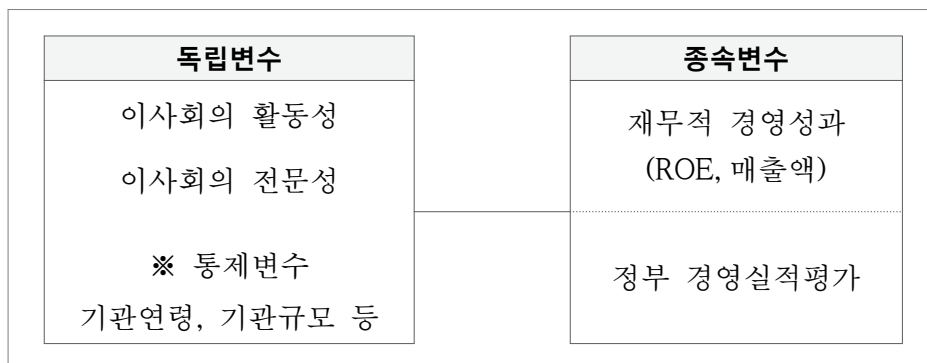 독립변수
이사회의 활동성
이사회의 전문성
※ 통제변수
기관연령, 기관규모 등
종속변수
재무적 경영성과
(ROE, 매출액)
정부 경영실적평가